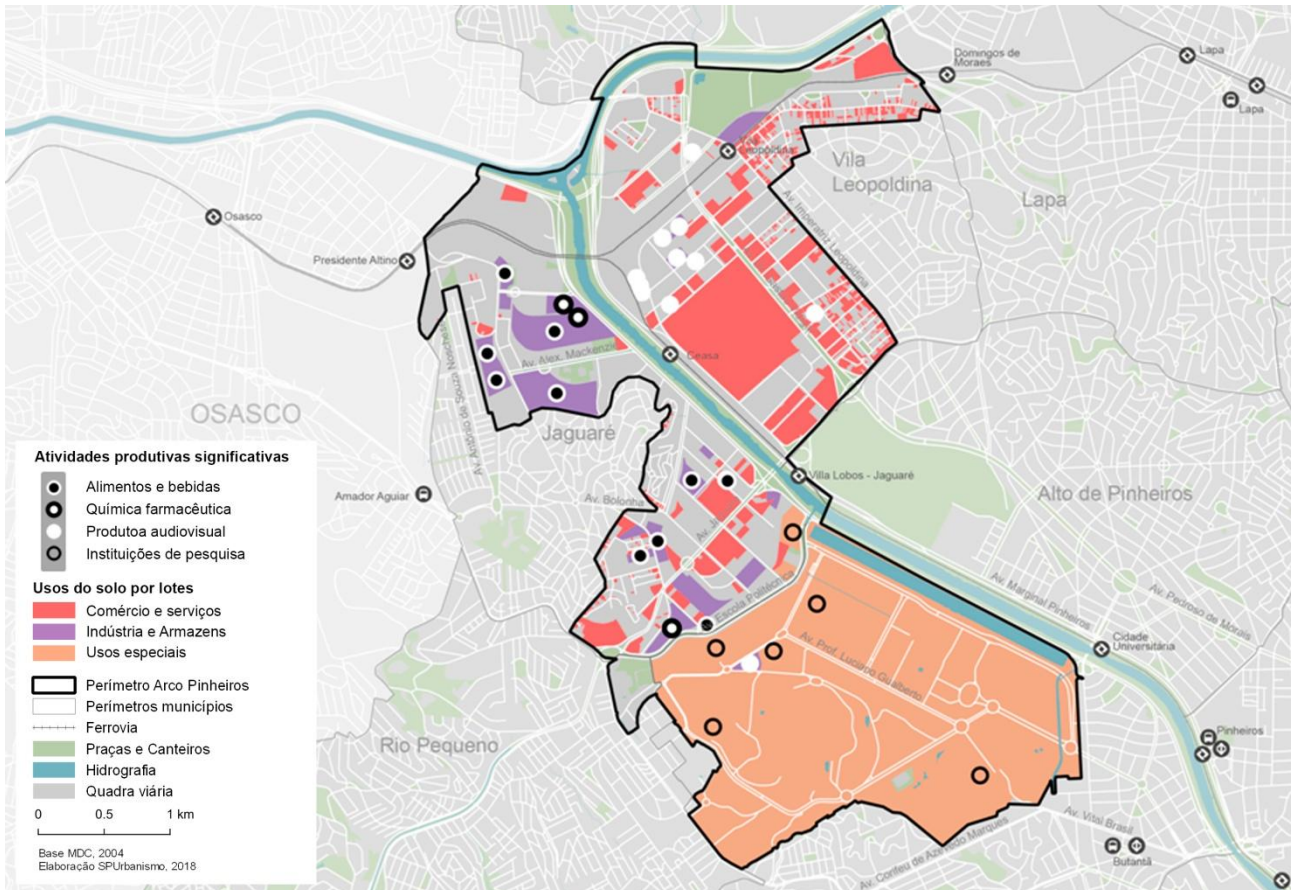 Domingos de
Moraes
Lapa
Lapa
Vila
Leopoldina
Leopoldina
Lapa
Av. Imperatriz Leopoldina
Osasco
Presidente Altino
Ceasa
Av. Alex. Mackenzie
Av. Antônio de Souza Noschese
OSASCO
Jaguaré
Villa Lobos - Jaguaré
Amador Aguiar
Av. Bolonha
Alto de Pinheiros
Escola Politécnica
Av. Marginal Pinheiros
Av. Pedroso de Morais
Cidade
Universitária
Av. Prof. Luciano Gualberto
Rio Pequeno
Pinheiros
Av. Vital Brasil
Butantã
Av. Corifeu de Azevedo Marques
Atividades produtivas significativas
Alimentos e bebidas
Química farmacêutica
Produtoa audiovisual
Instituições de pesquisa
Usos do solo por lotes
Comércio e serviços
Indústria e Armazens
Usos especiais
Perímetro Arco Pinheiros
Perímetros municípios
Ferrovia
Praças e Canteiros
Hidrografia
Quadra viária
0 0.5 1 km
Base MDC, 2004
Elaboração SPUrbanismo, 2018